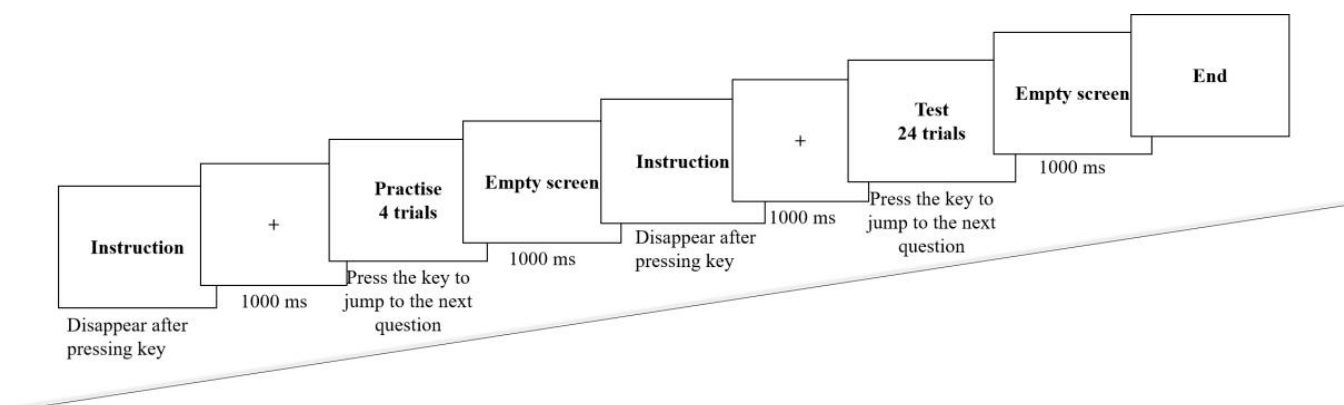 Instruction
Disappear after
pressing key
+
1000 ms
Practise
4 trials
Press the key to
jump to the next
question
Empty screen
1000 ms
Instruction
Disappear after
pressing key
+
1000 ms
Test
24 trials
Press the key to
jump to the next
question
Empty screen
1000 ms
End